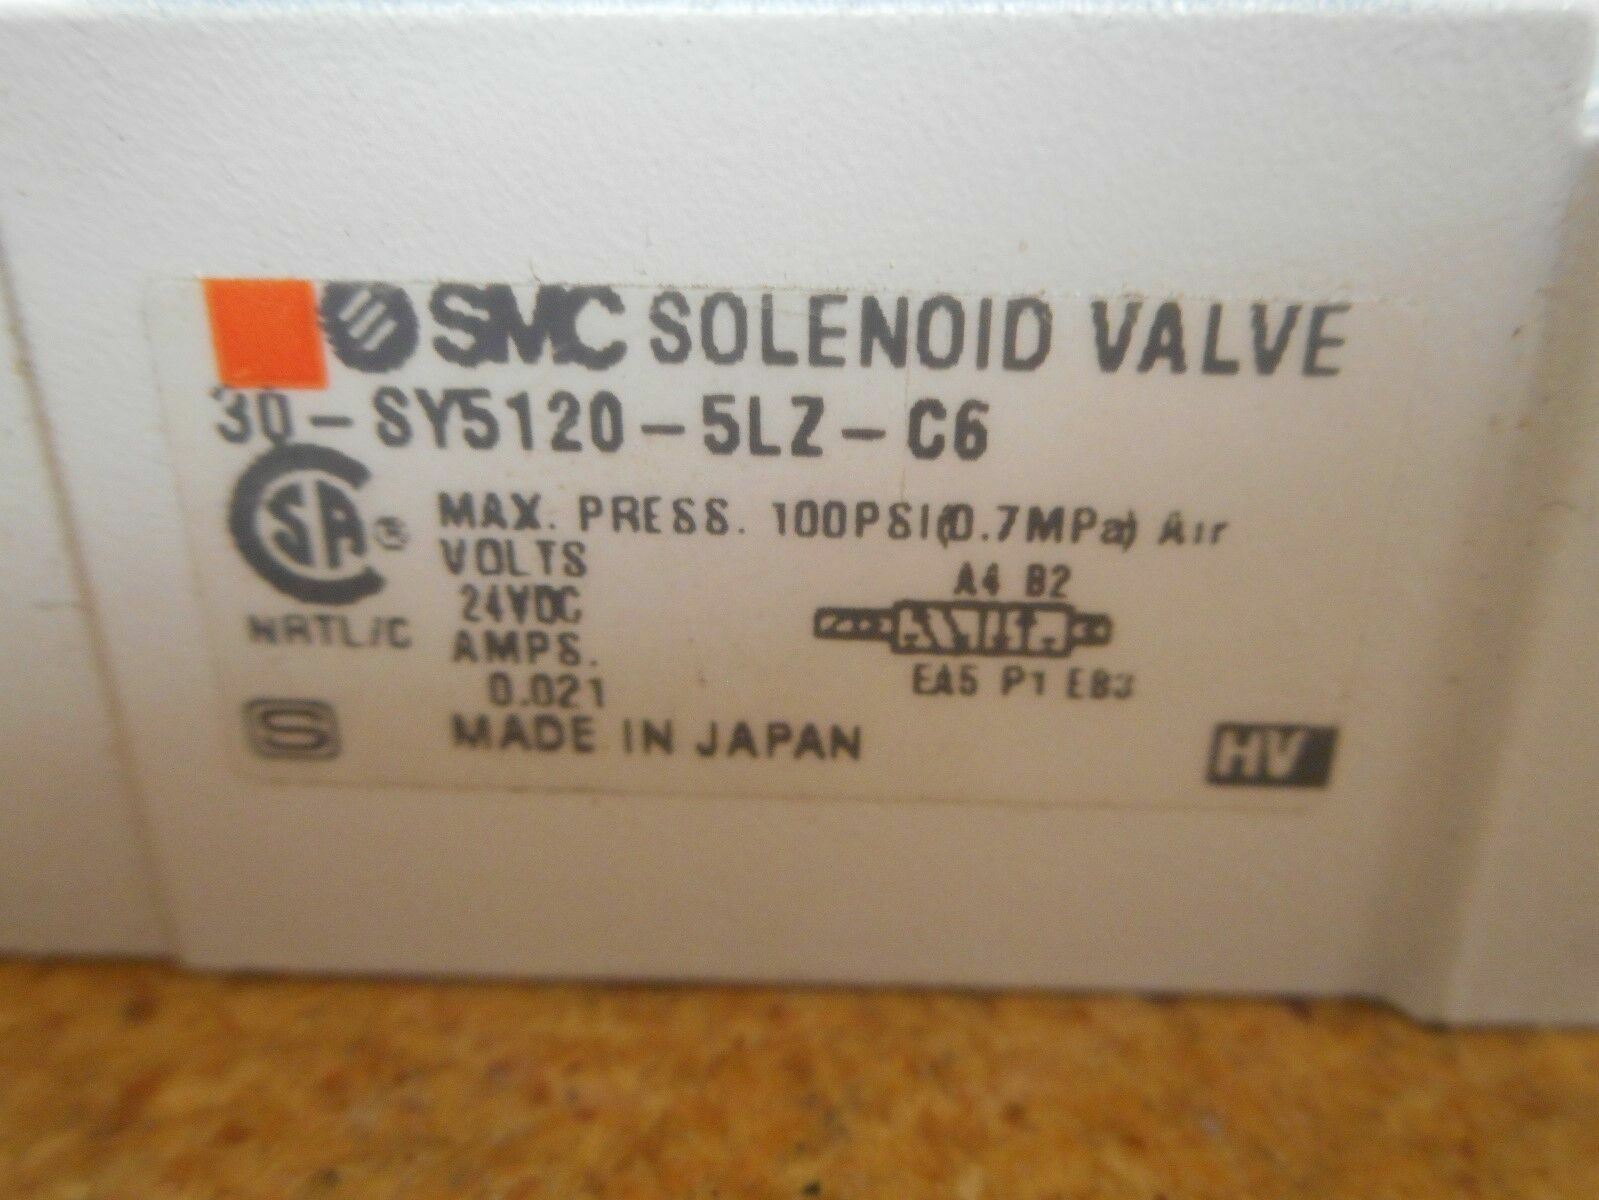 SMC SOLENOID VALVE
30-SY5120-5LZ-C6
CSA ®
NRTL/C
MAX. PRESS. 100PSI(0.7MPa) Air
VOLTS
24VDC
AMPS.
0.021
A4 B2
EA5 P1 EB3
S
MADE IN JAPAN
HV